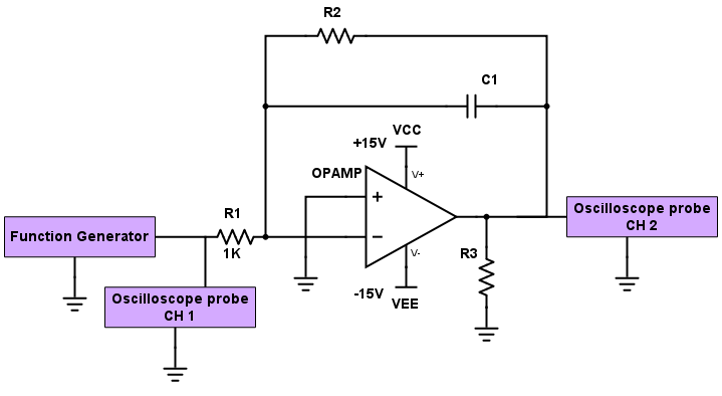 R2
C1
VCC
+15V
V+
OPAMP
+
R1
Function Generator
1K
−
Oscilloscope probe
CH 2
V-
R3
Oscilloscope probe
CH 1
-15V
VEE